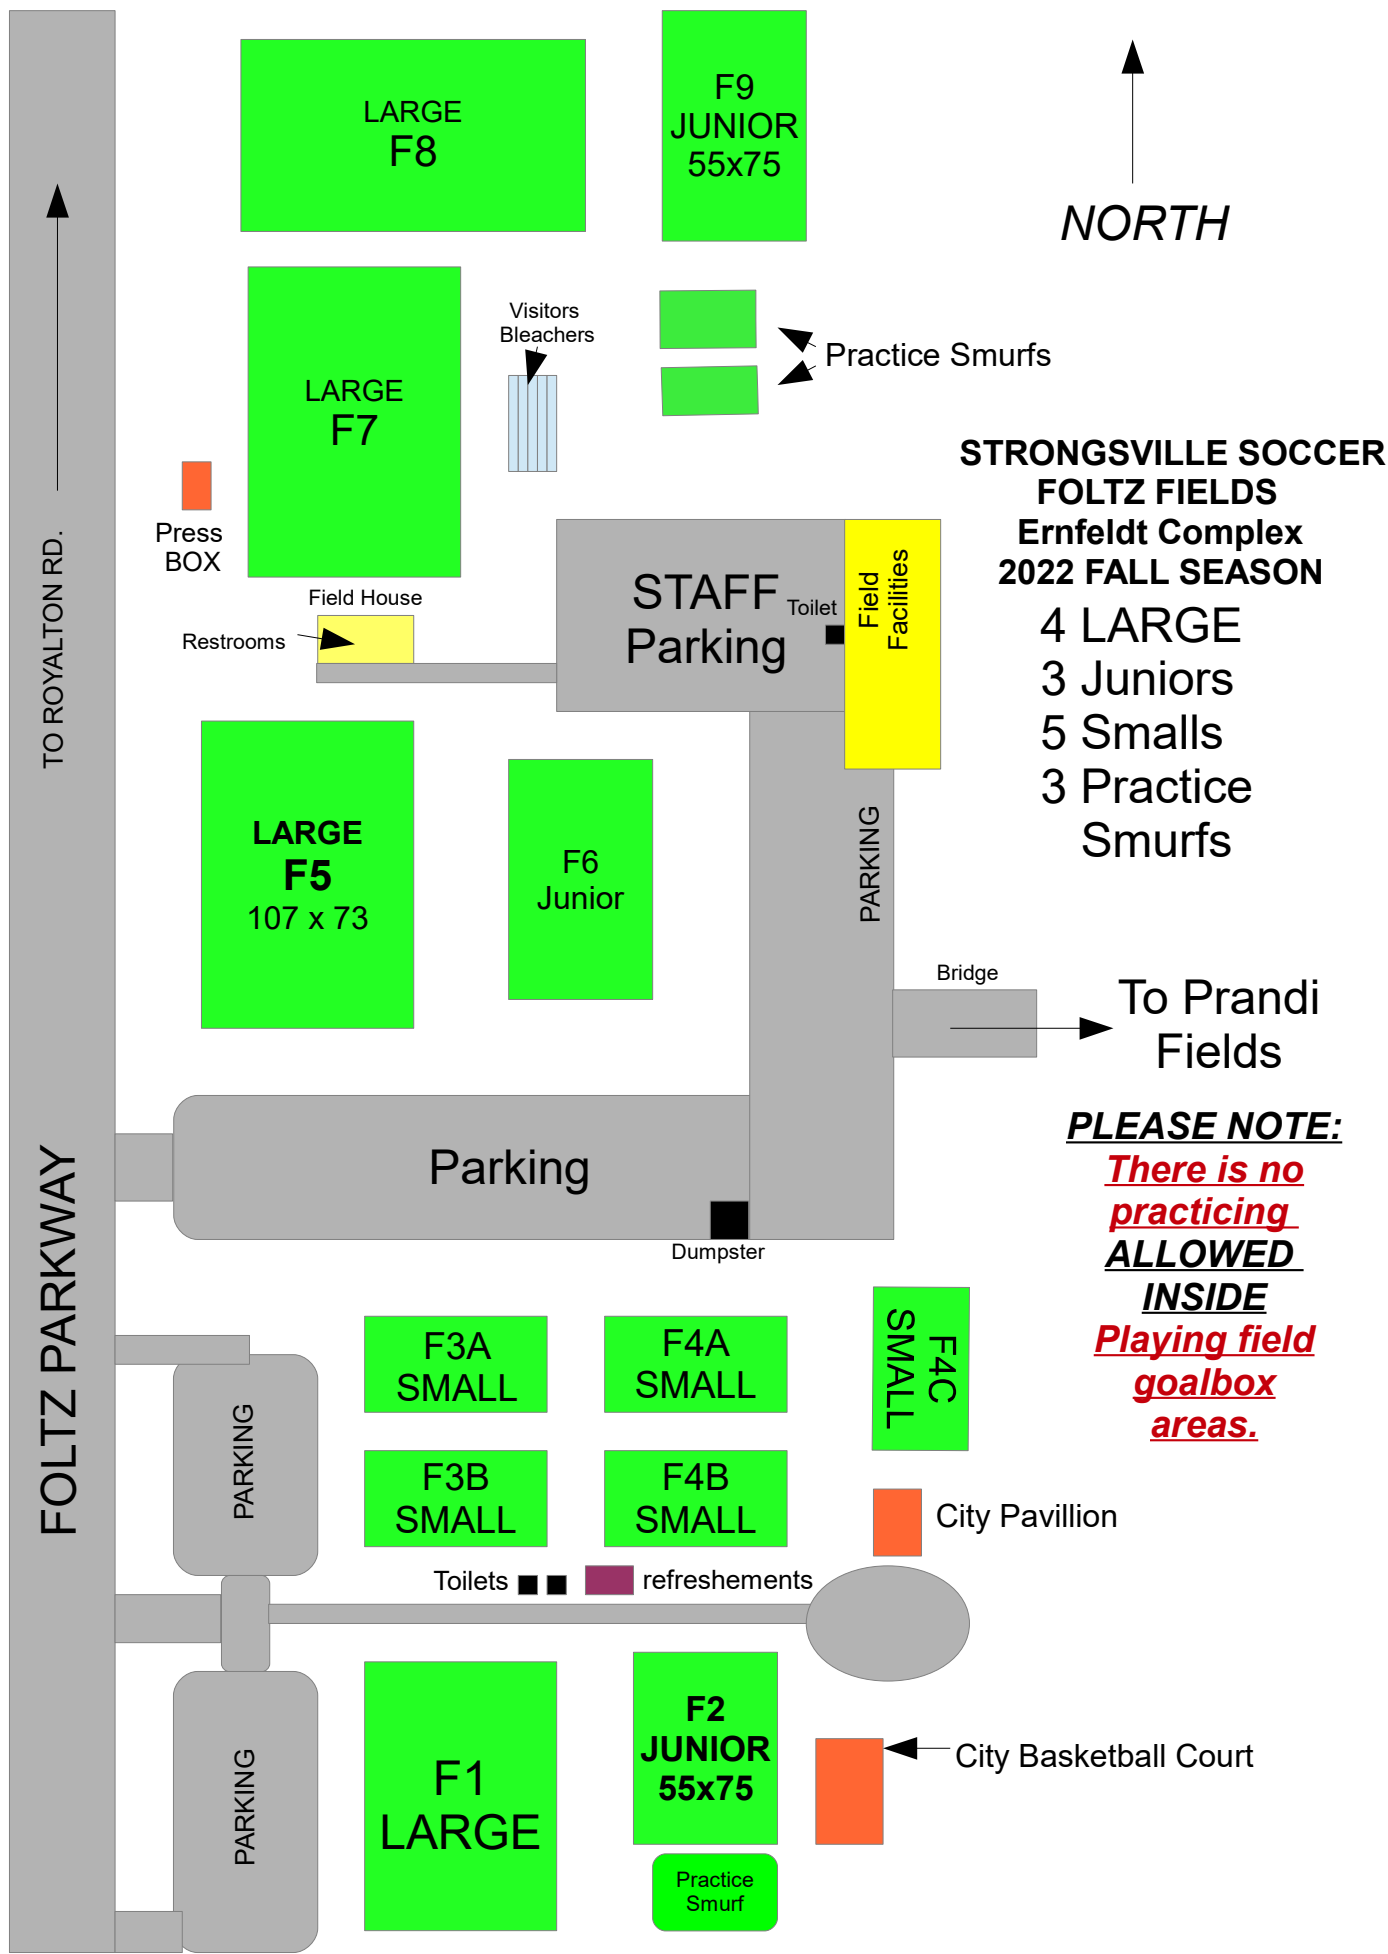 LARGE
F8
F9
JUNIOR
55x75
NORTH
Visitors
Bleachers
Practice Smurfs
LARGE
F7
Press
BOX
TO ROYALTON RD.
STRONGSVILLE SOCCER
FOLTZ FIELDS
Ernfeldt Complex
2022 FALL SEASON
4 LARGE
3 Juniors
5 Smalls
3 Practice
Smurfs
Field House
Restrooms
STAFF
Parking
Toilet
Field
Facilities
LARGE
F5
107 x 73
F6
Junior
PARKING
Bridge
To Prandi
Fields
Parking
Dumpster
PLEASE NOTE:
There is no
practicing
ALLOWED
INSIDE
Playing field
goalbox
areas.
FOLTZ PARKWAY
F3A
SMALL
F4A
SMALL
F4C
SMALL
PARKING
F3B
SMALL
F4B
SMALL
City Pavillion
Toilets
refreshements
F1
LARGE
F2
JUNIOR
55x75
City Basketball Court
PARKING
Practice
Smurf